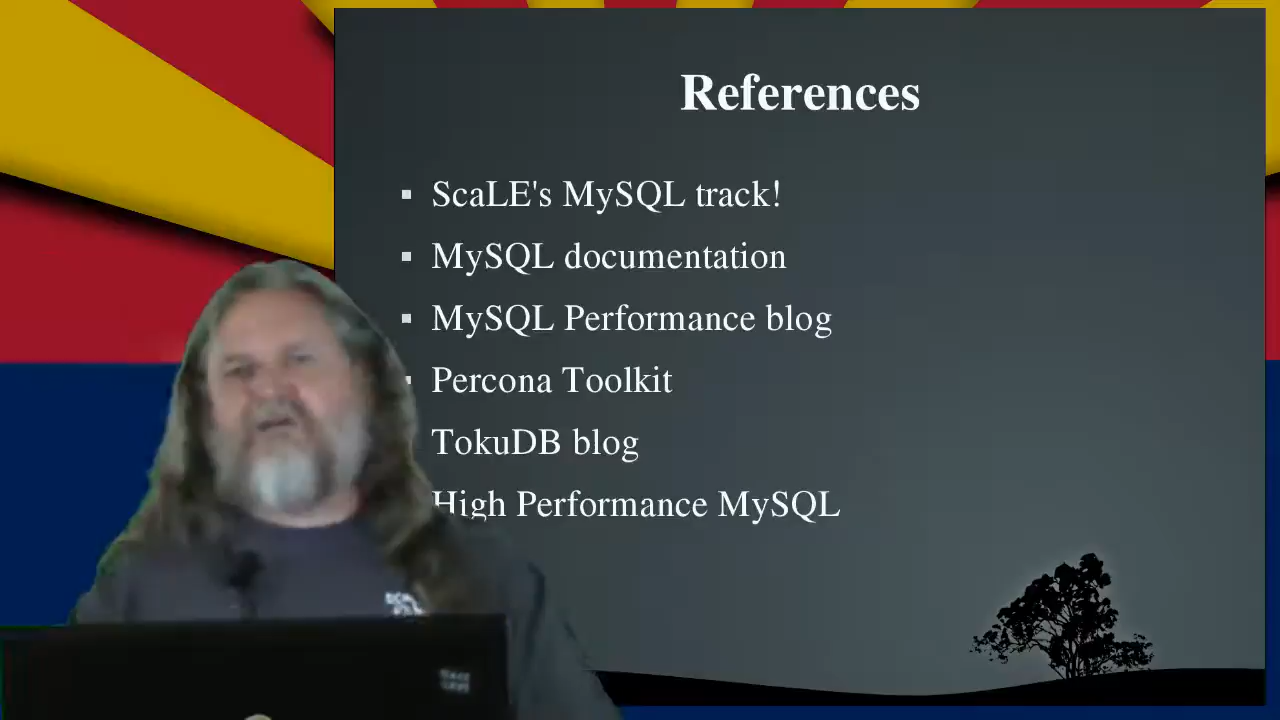 References
ScaLE's MySQL track!
MySQL documentation
MySQL Performance blog
Percona Toolkit
TokuDB blog
High Performance MySQL